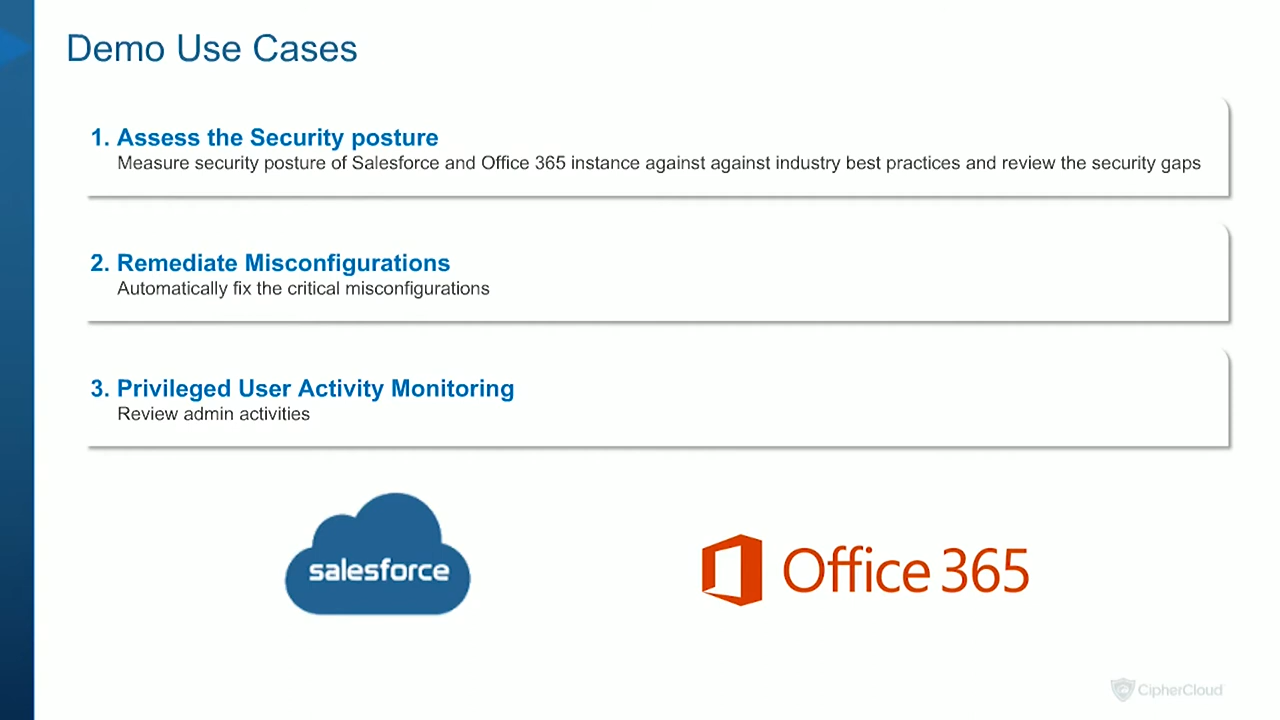 Demo Use Cases
1. Assess the Security posture
Measure security posture of Salesforce and Office 365 instance against against industry best practices and review the security gaps
2. Remediate Misconfigurations
Automatically fix the critical misconfigurations
3. Privileged User Activity Monitoring
Review admin activities
salesforce
Office 365
CipherCloud